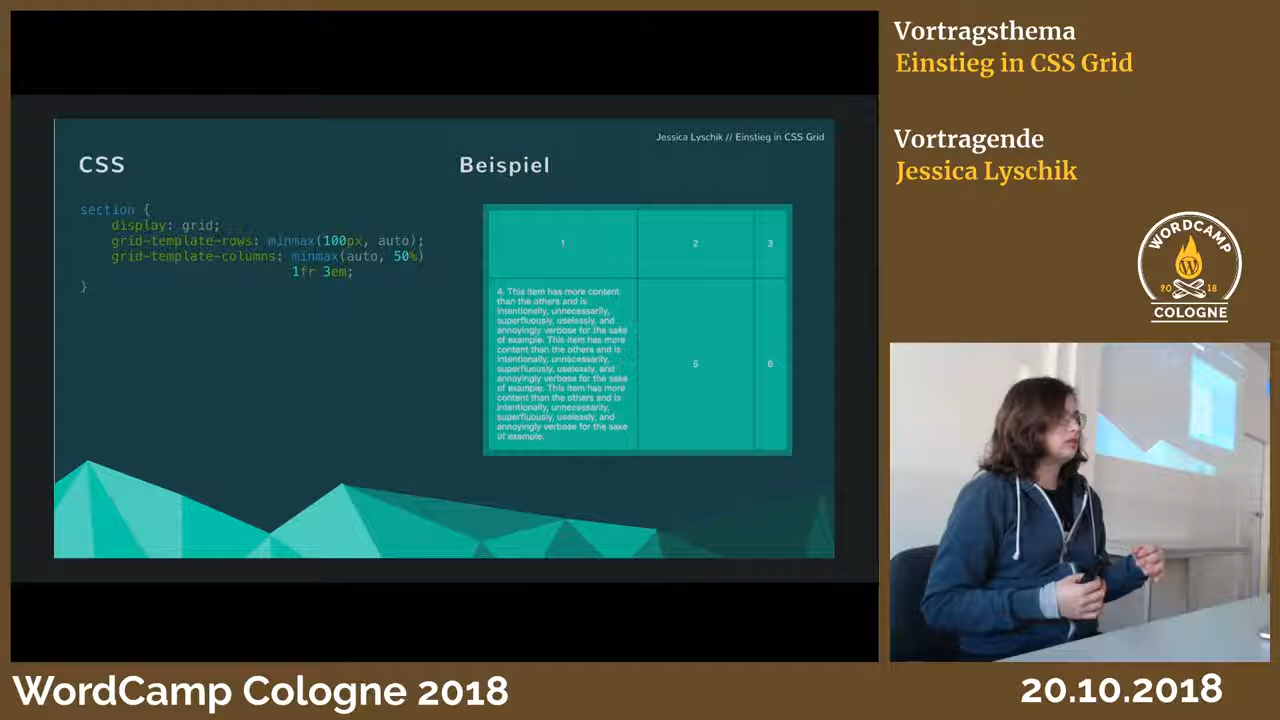 Jessica Lyschik // Einstieg in CSS Grid
CSS
Beispiel
section {
display: grid;
grid-template-rows: minmax(100px, auto);
grid-template-columns: minmax(auto, 50%)
1fr 3em;
}
1
2
3
4. This item has more content
than the others and is
intentionally, unnecessarily,
superfluously, uselessly, and
annoyingly verbose for the sake
of example. This item has more
content than the others and is
intentionally, unnecessarily,
superfluously, uselessly, and
annoyingly verbose for the sake
of example. This item has more
content than the others and is
intentionally, unnecessarily,
superfluously, uselessly, and
annoyingly verbose for the sake
of example.
5
6
Vortragsthema
Einstieg in CSS Grid
Vortragende
Jessica Lyschik
WORDCAMP
2018
COLOGNE
WordCamp Cologne 2018
20.10.2018